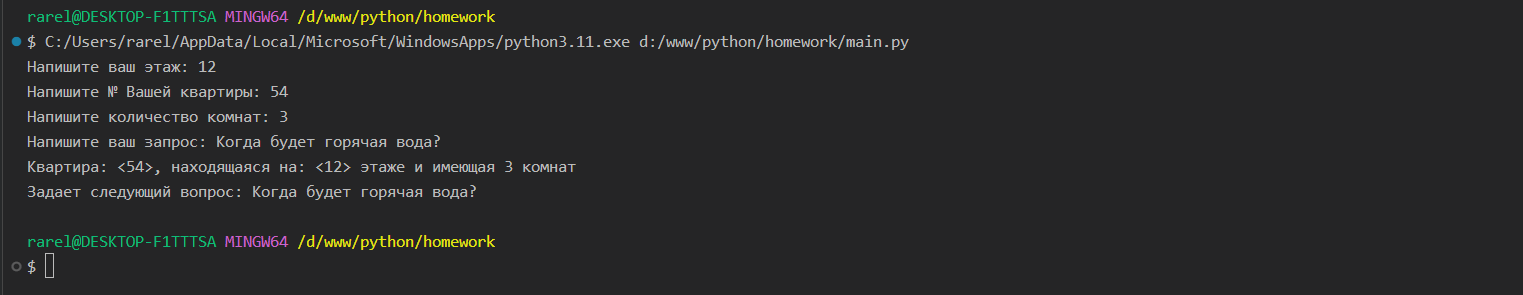 rarel@DESKTOP-F1TTTSA MINGW64 /d/www/python/homework
$ C:/Users/rarel/AppData/Local/Microsoft/WindowsApps/python3.11.exe d:/www/python/homework/main.py
Напишите ваш этаж: 12
Напишите № Вашей квартиры: 54
Напишите количество комнат: 3
Напишите ваш запрос: Когда будет горячая вода?
Квартира: <54>, находящаяся на: <12> этаже и имеющая 3 комнат
Задает следующий вопрос: Когда будет горячая вода?
rarel@DESKTOP-F1TTTSA MINGW64 /d/www/python/homework
$